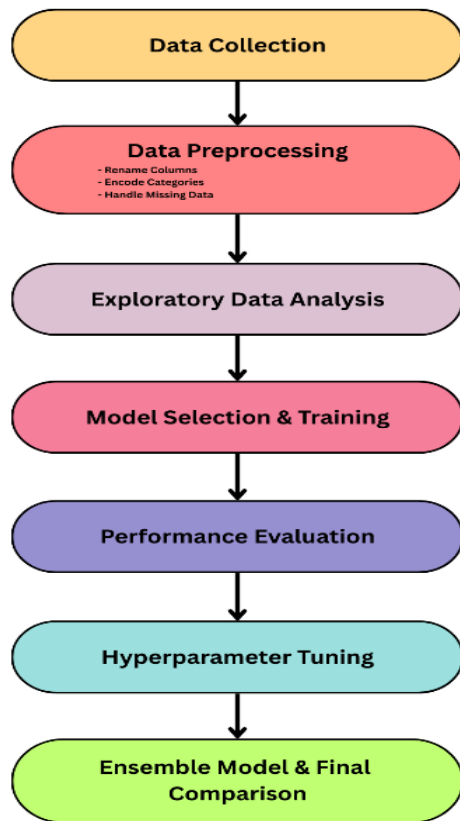 Data Collection
Data Preprocessing
- Rename Columns
- Encode Categories
- Handle Missing Data
Exploratory Data Analysis
Model Selection & Training
Performance Evaluation
Hyperparameter Tuning
Ensemble Model & Final
Comparison